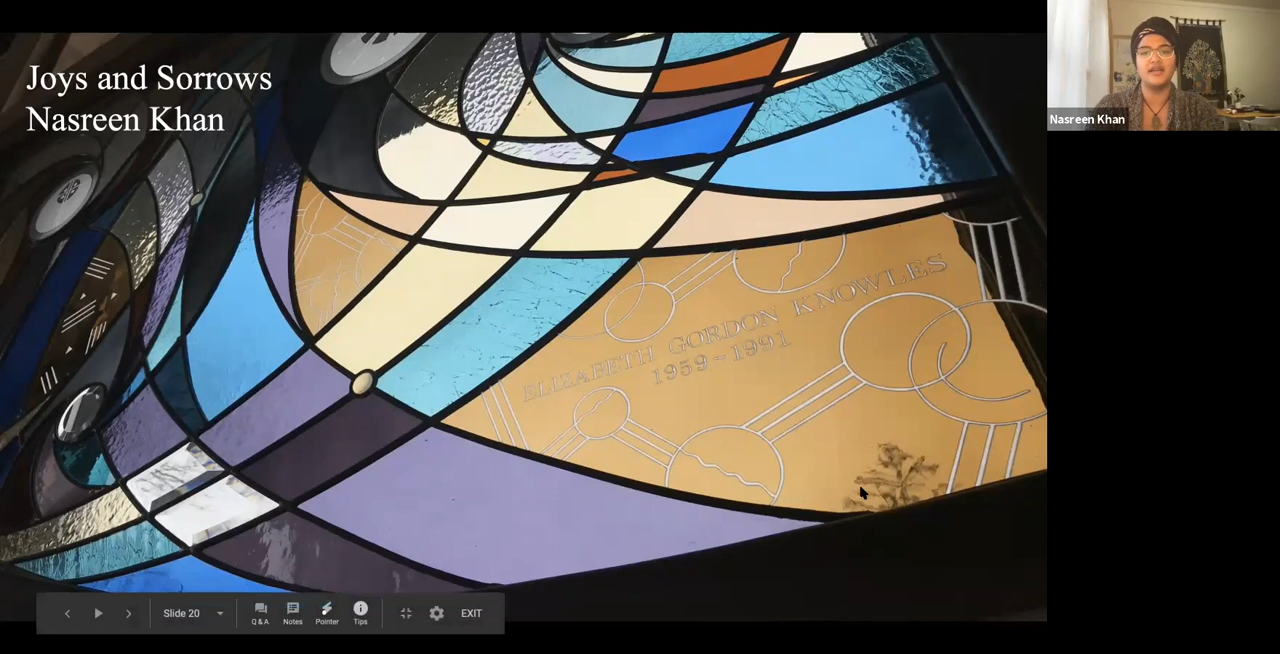 Joys and Sorrows
Nasreen Khan
ELIZABETH GORDON KNOWLES
1959-1991
Nasreen Khan
Slide 20
Q & A
Notes
Pointer
Tips
EXIT